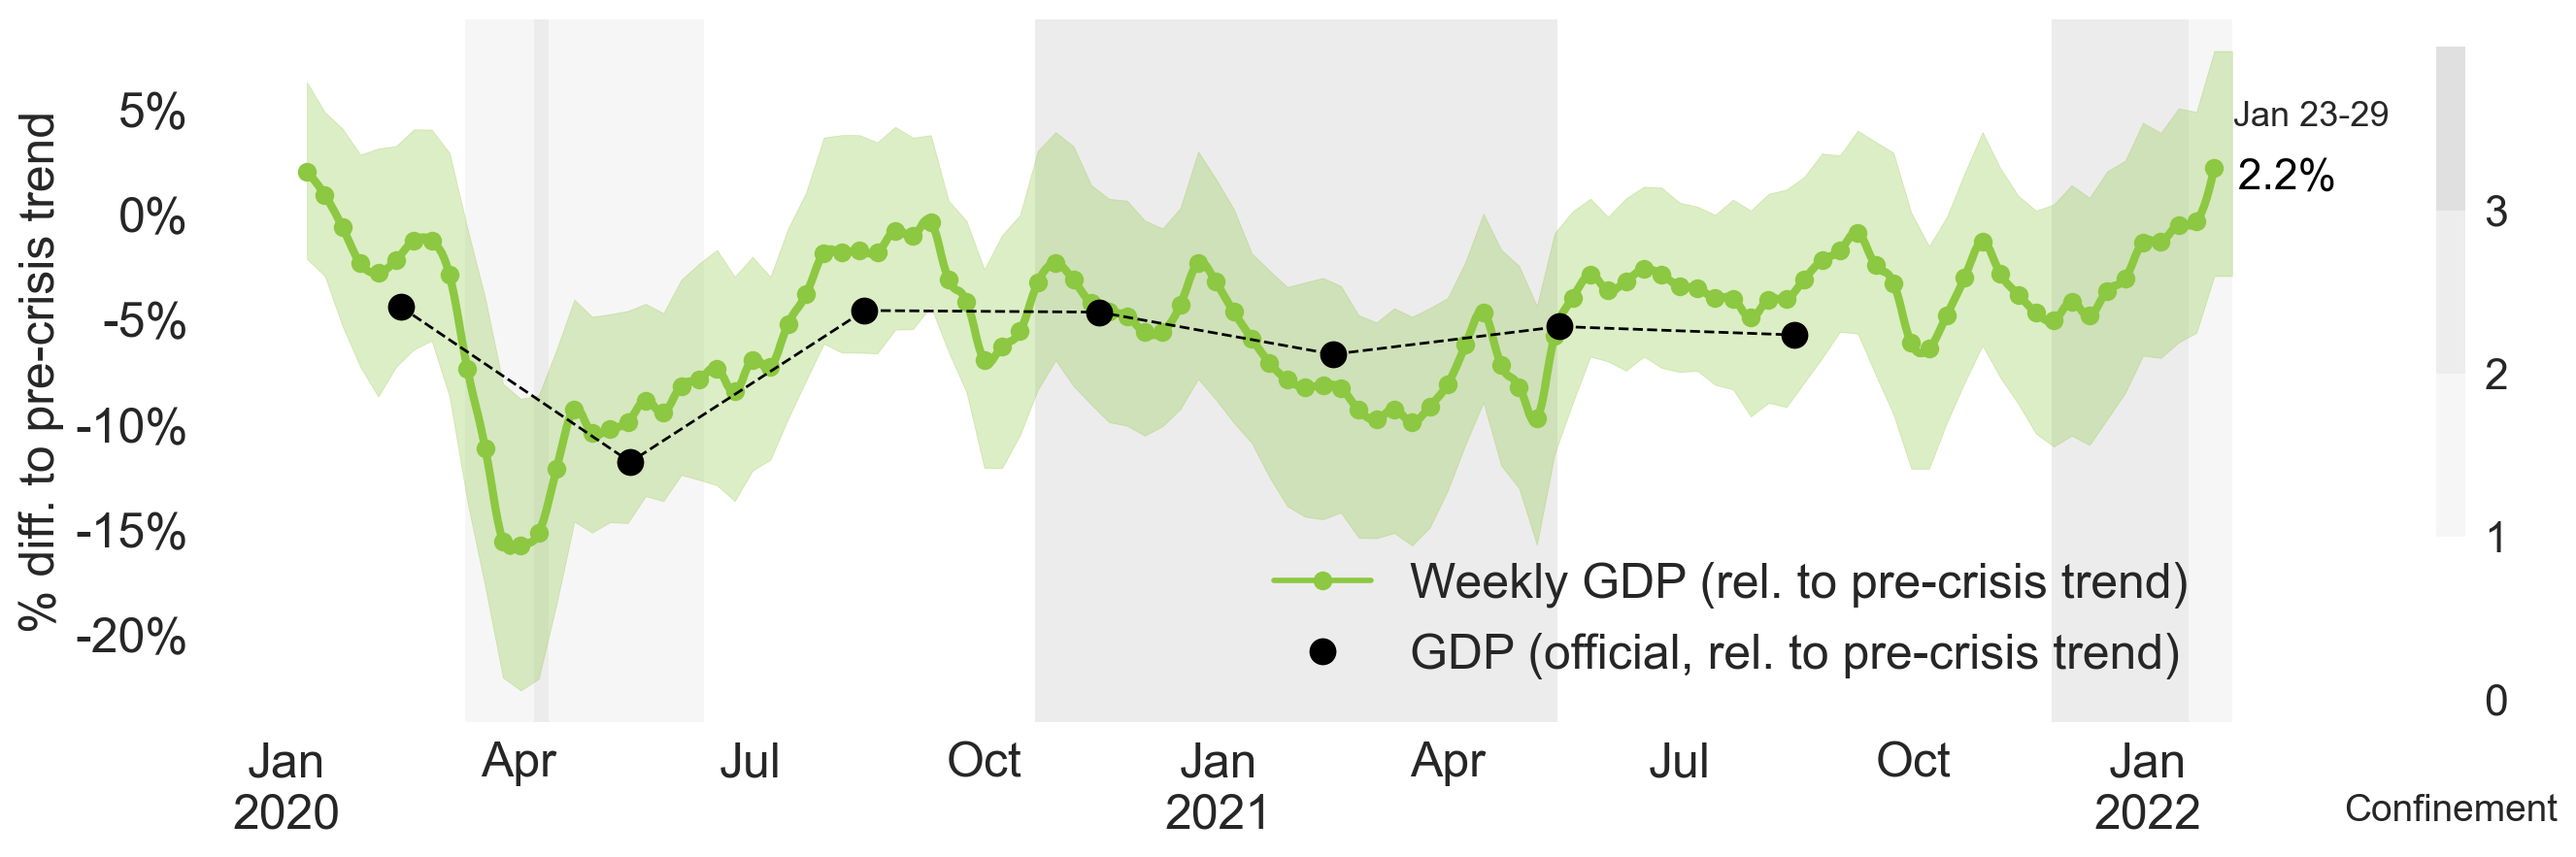 % diff. to pre-crisis trend
5%
0%
-5%
-10%
-15%
-20%
Jan 23-29
2.2%
3
2
1
0
Weekly GDP (rel. to pre-crisis trend)
GDP (official, rel. to pre-crisis trend)
Jan Apr Jul Oct Jan Apr Jul Oct Jan
2020 2021 2022
Confinement